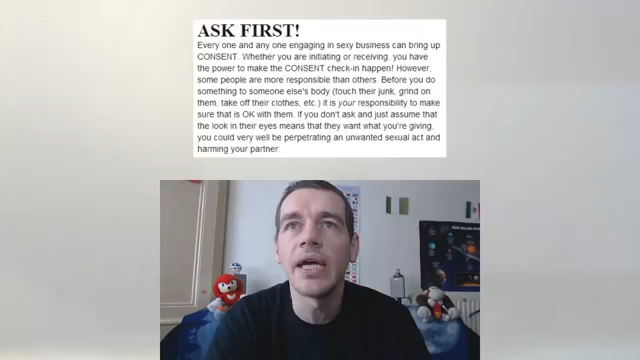 ASK FIRST!
Every one and any one engaging in sexy business can bring up
CONSENT. Whether you are initiating or receiving, you have
the power to make the CONSENT check-in happen! However,
some people are more responsible than others. Before you do
something to someone else's body (touch their junk, grind on
them, take off their clothes, etc.) it is your responsibility to make
sure that is OK with them. If you don't ask and just assume that
the look in their eyes means that they want what you're giving,
you could very well be perpetrating an unwanted sexual act and
harming your partner.